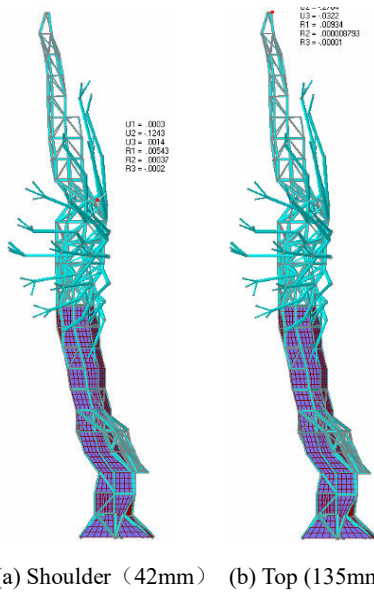 U3 = -.0322
R1 = .00934
R2 = .000008793
R3 = -.00001
U1 = .0003
U2 = -.1243
U3 = .0014
R1 = .00543
R2 = .00037
R3 = -.0002
(a) Shoulder（42mm） (b) Top (135mm